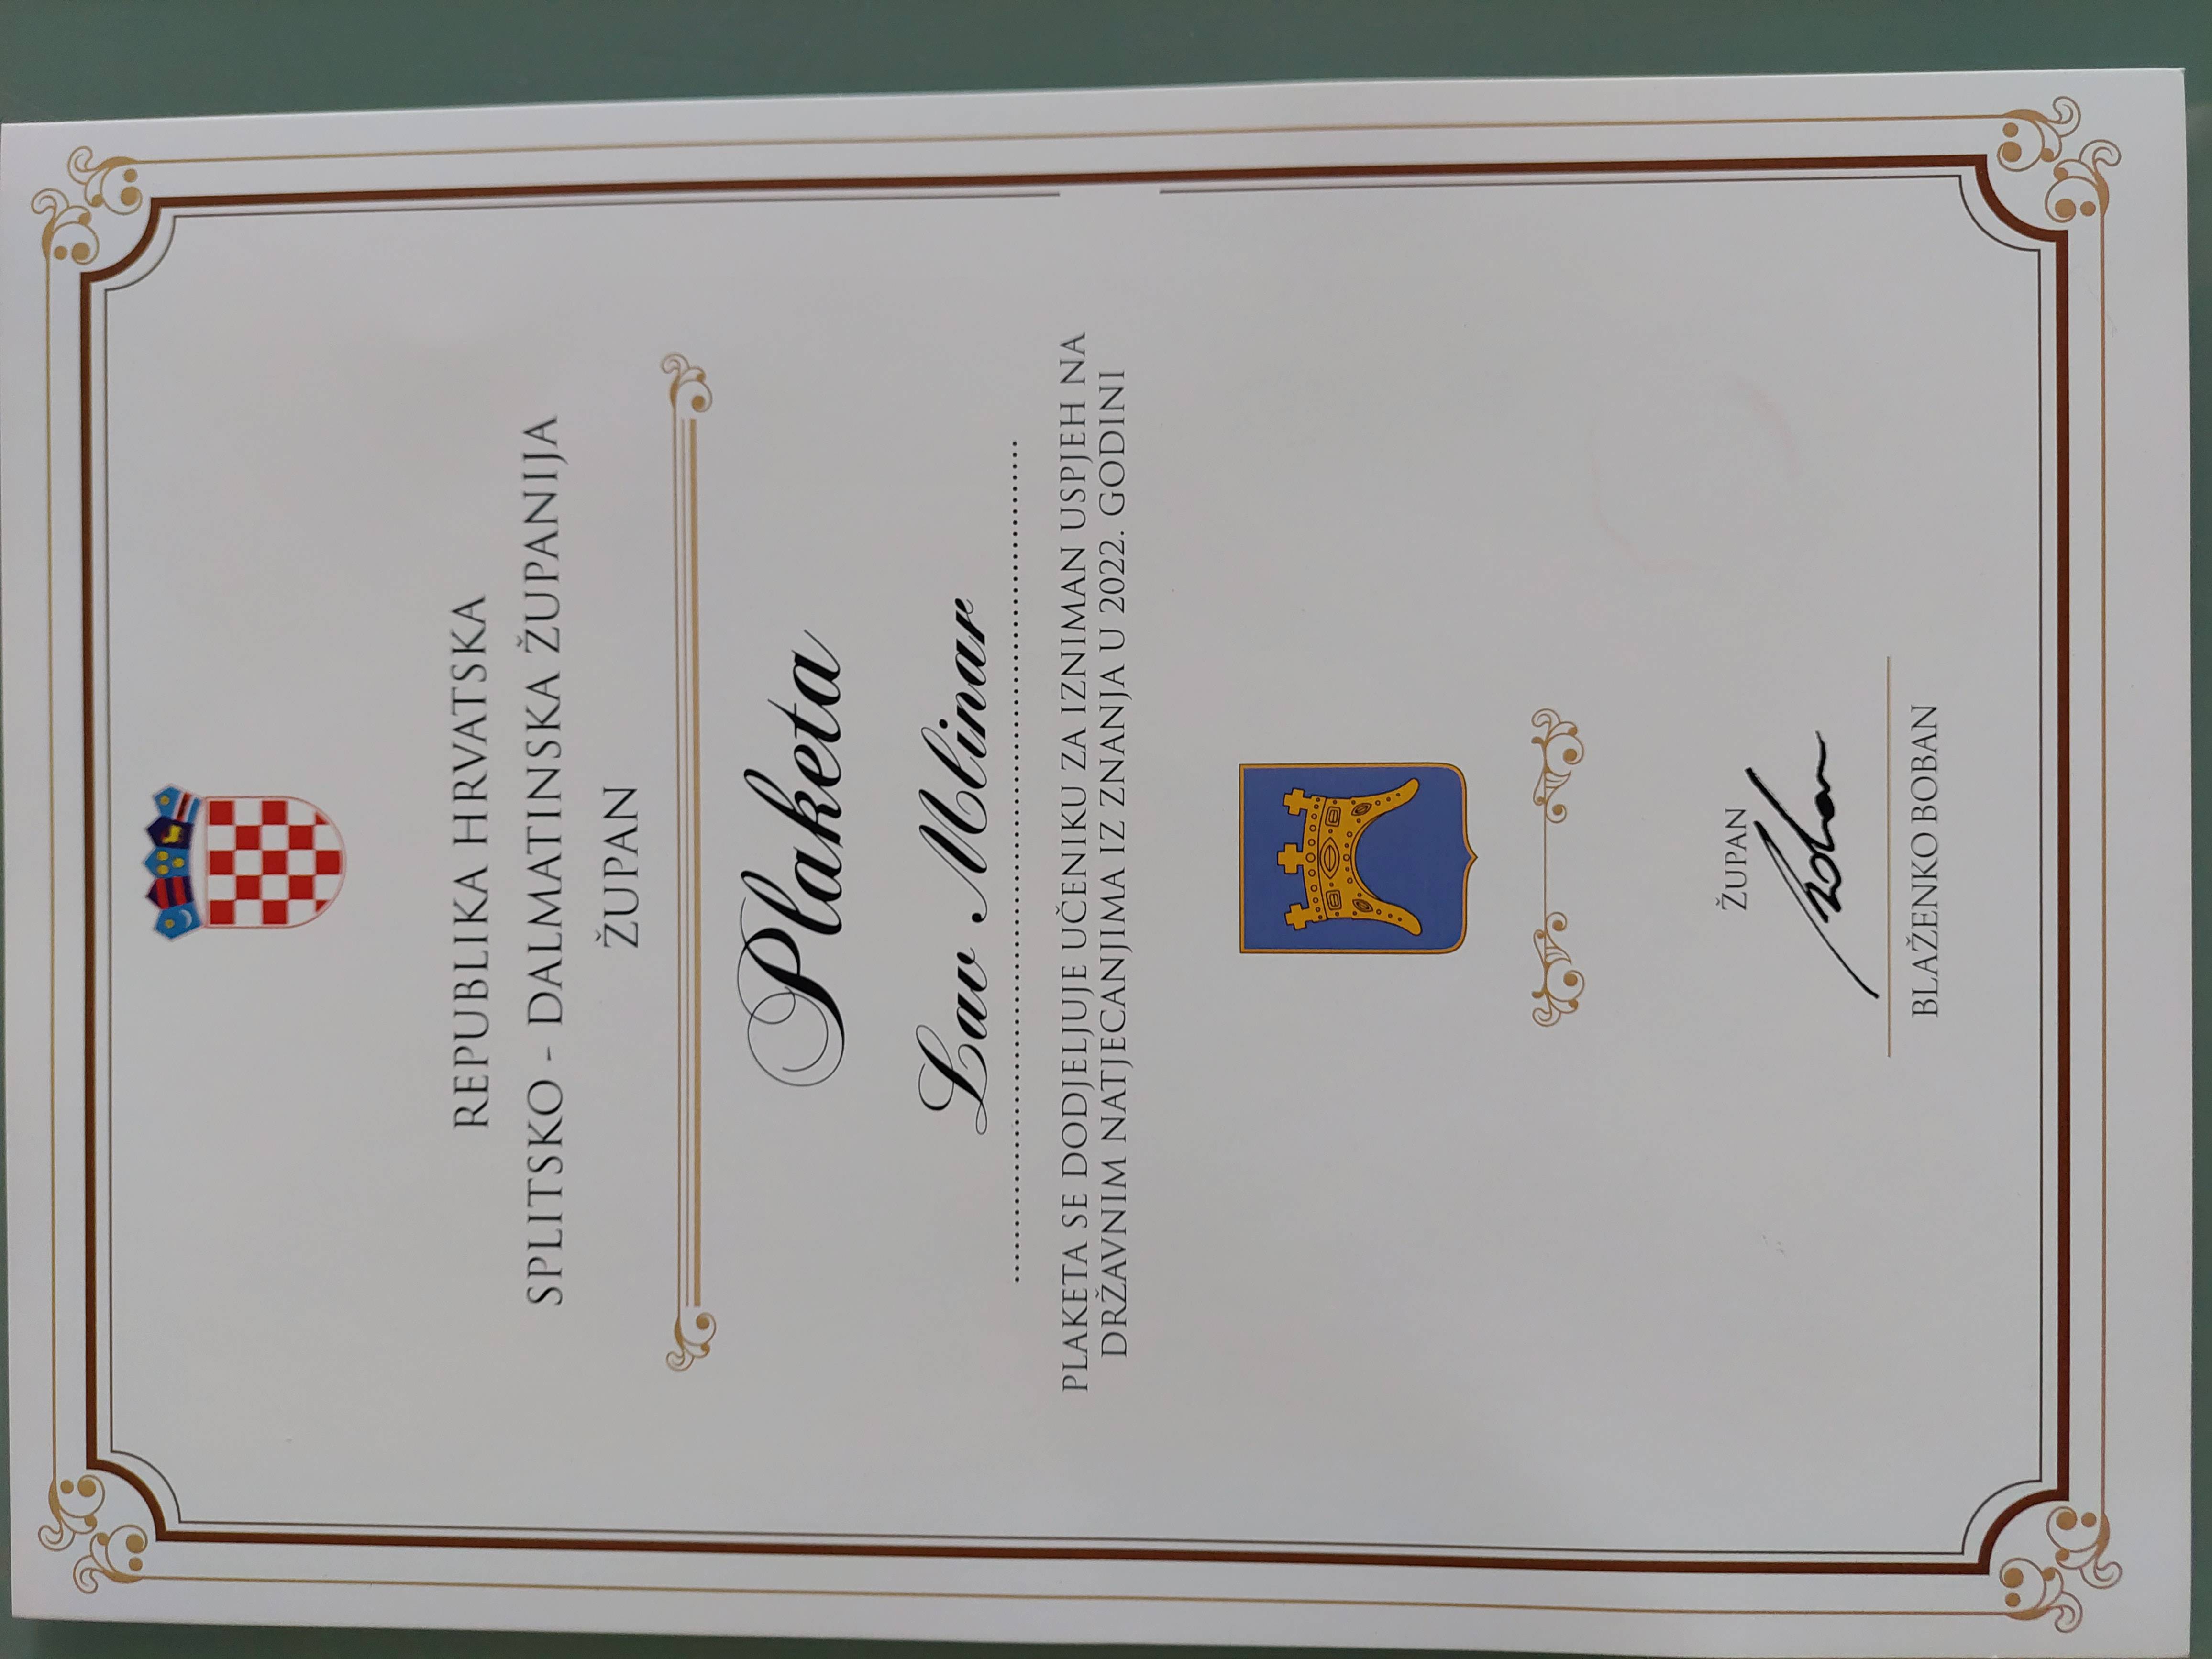 REPUBLIKA HRVATSKA
SPLITSKO - DALMATINSKA ŽUPANIJA
ŽUPAN
Plaketa
Lav Mlinar
PLAKETA SE DODJELJUJE UČENIKU ZA IZNIMAN USPJEH NA
DRŽAVNIM NATJECANJIMA IZ ZNANJA U 2022. GODINI
ŽUPAN
Boban
BLAŽENKO BOBAN